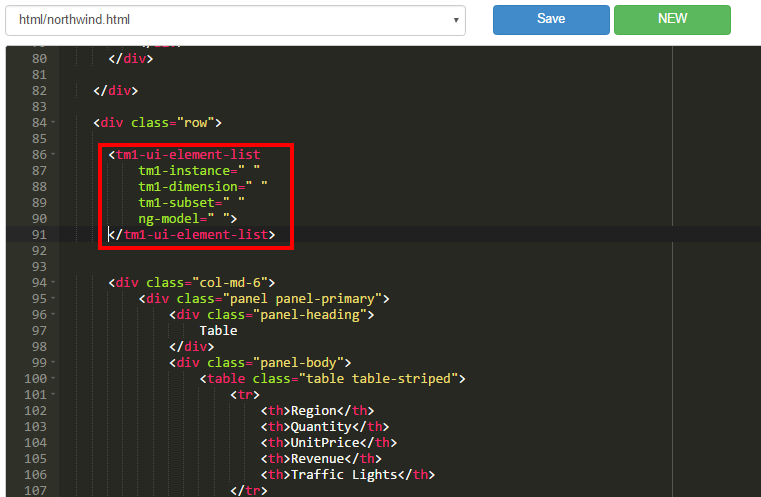 html/northwind.html
Save
NEW
80 </div>
81
82 </div>
83
84 <div class="row">
85
86 <tm1-ui-element-list
87 tm1-instance=" "
88 tm1-dimension=" "
89 tm1-subset=" "
90 ng-model=" ">
91 </tm1-ui-element-list>
92
93
94 <div class="col-md-6">
95 <div class="panel panel-primary">
96 <div class="panel-heading">
97 Table
98 </div>
99 <div class="panel-body">
100 <table class="table table-striped">
101 <tr>
102 <th>Region</th>
103 <th>Quantity</th>
104 <th>UnitPrice</th>
105 <th>Revenue</th>
106 <th>Traffic Lights</th>
107 </tr>